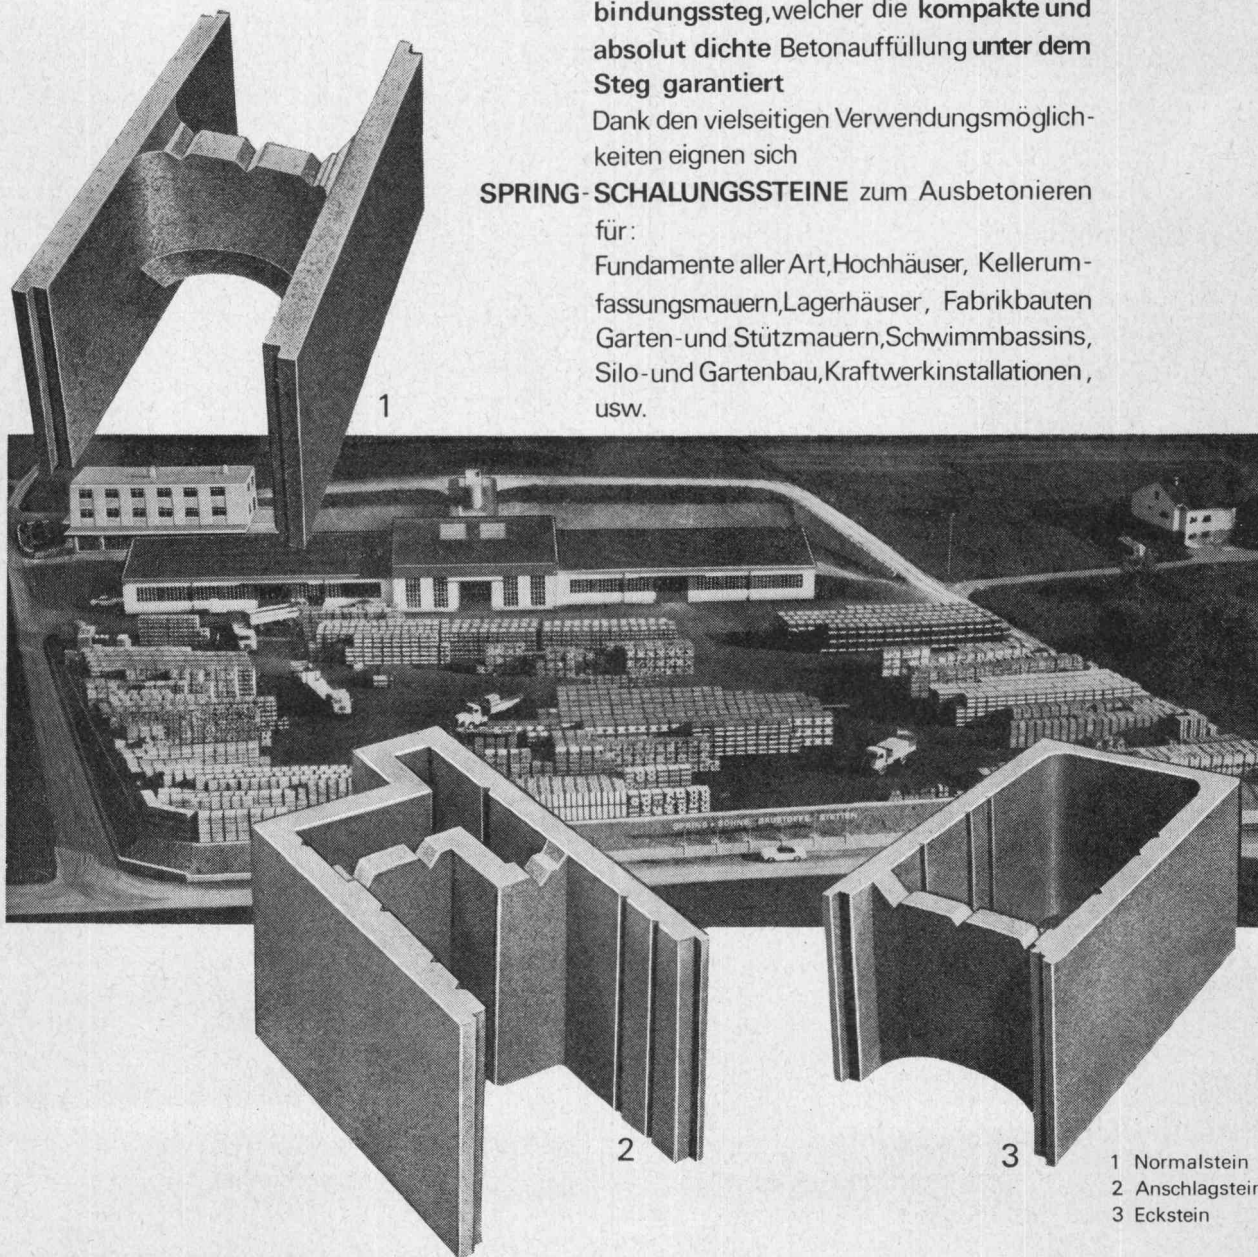 bindungssteg,welcher die kompakte und
absolut dichte Betonauffüllung unter dem
Steg garantiert
Dank den vielseitigen Verwendungsmöglich-
keiten eignen sich
SPRING-SCHALUNGSSTEINE zum Ausbetonieren
für:
Fundamente aller Art,Hochhäuser, Kellerum-
fassungsmauern,Lagerhäuser, Fabrikbauten
Garten-und Stützmauern,Schwimmbassins,
Silo-und Gartenbau,Kraftwerkinstallationen,
usw.
1
SÖHNE BAUSTOFFE
2
3
1 Normalstein
2 Anschlagstein
3 Eckstein